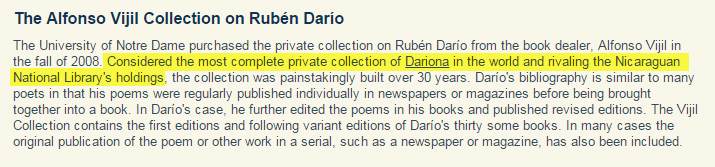 The Alfonso Vijil Collection on Rubén Darío
The University of Notre Dame purchased the private collection on Rubén Darío from the book dealer, Alfonso Vijil in
the fall of 2008. Considered the most complete private collection of Dariona in the world and rivaling the Nicaraguan
National Library's holdings, the collection was painstakingly built over 30 years. Darío's bibliography is similar to many
poets in that his poems were regularly published individually in newspapers or magazines before being brought
together into a book. In Darío's case, he further edited the poems in his books and published revised editions. The Vijil
Collection contains the first editions and following variant editions of Darío's thirty some books. In many cases the
original publication of the poem or other work in a serial, such as a newspaper or magazine, has also been included.